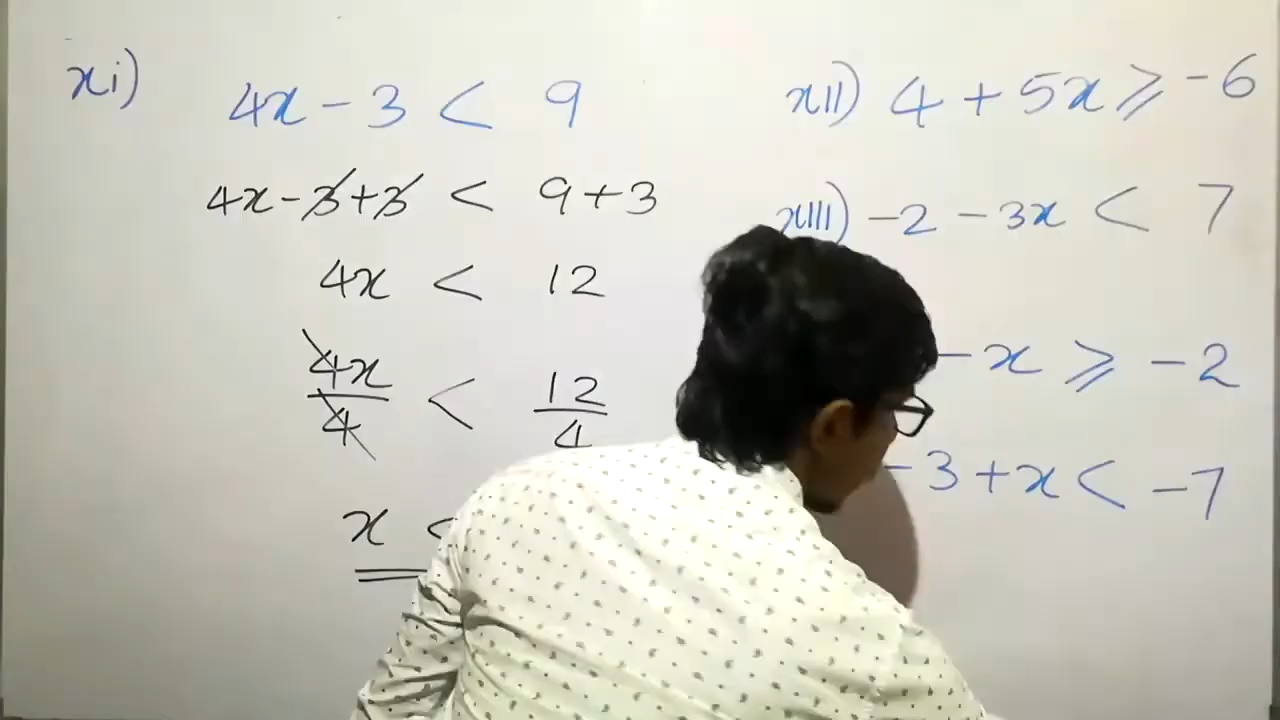 xi) 4x - 3 < 9
4x - 3 + 3 < 9 + 3
4x < 12
4x/4 < 12/4
x <
xII) 4 + 5x ⩾ -6
xIII) -2 - 3x < 7
- x ⩾ -2
-3 + x < -7